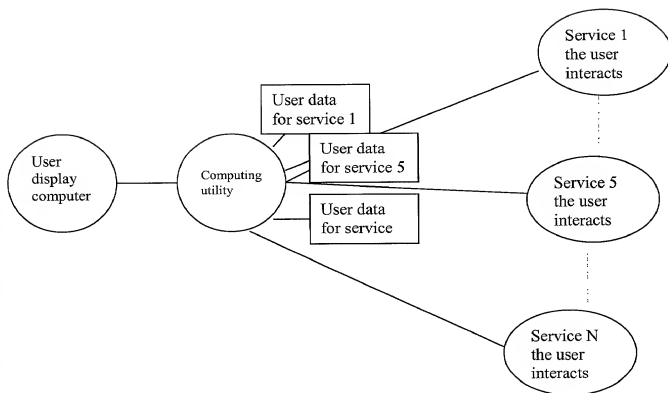 Service 1
the user
interacts
User data
for service 1
User
display
computer
Computing
utility
User data
for service 5
Service 5
the user
interacts
User data
for service
Service N
the user
interacts